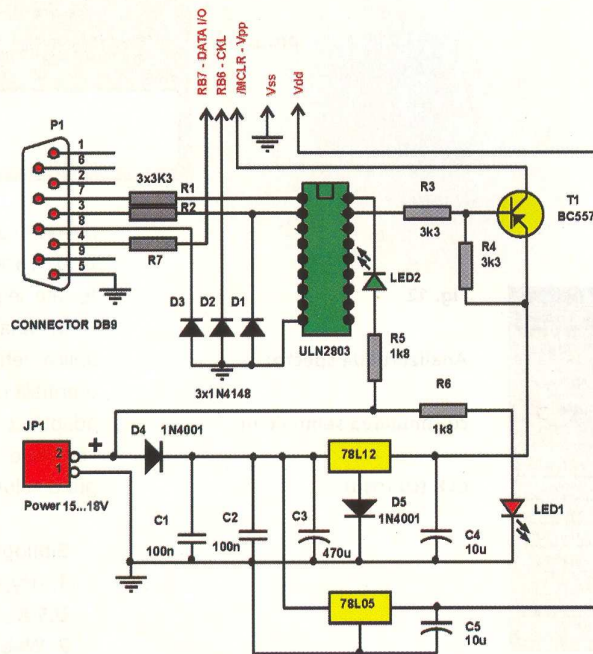 RB7 - DATA I/O
RB6 - CKL
/MCLR - Vpp
Vss
Vdd
P1
1
6
2
7
3
8
4
9
5
CONNECTOR DB9
3x3K3
R1
R2
R7
D3
D2
D1
3x1N4148
ULN2803
LED2
R5
1k8
R3
3k3
R4
3k3
T1
BC557
R6
1k8
JP1
2
1
+
Power 15...18V
D4
1N4001
C1
100n
C2
100n
C3
470u
78L12
D5
1N4001
C4
10u
LED1
78L05
C5
10u